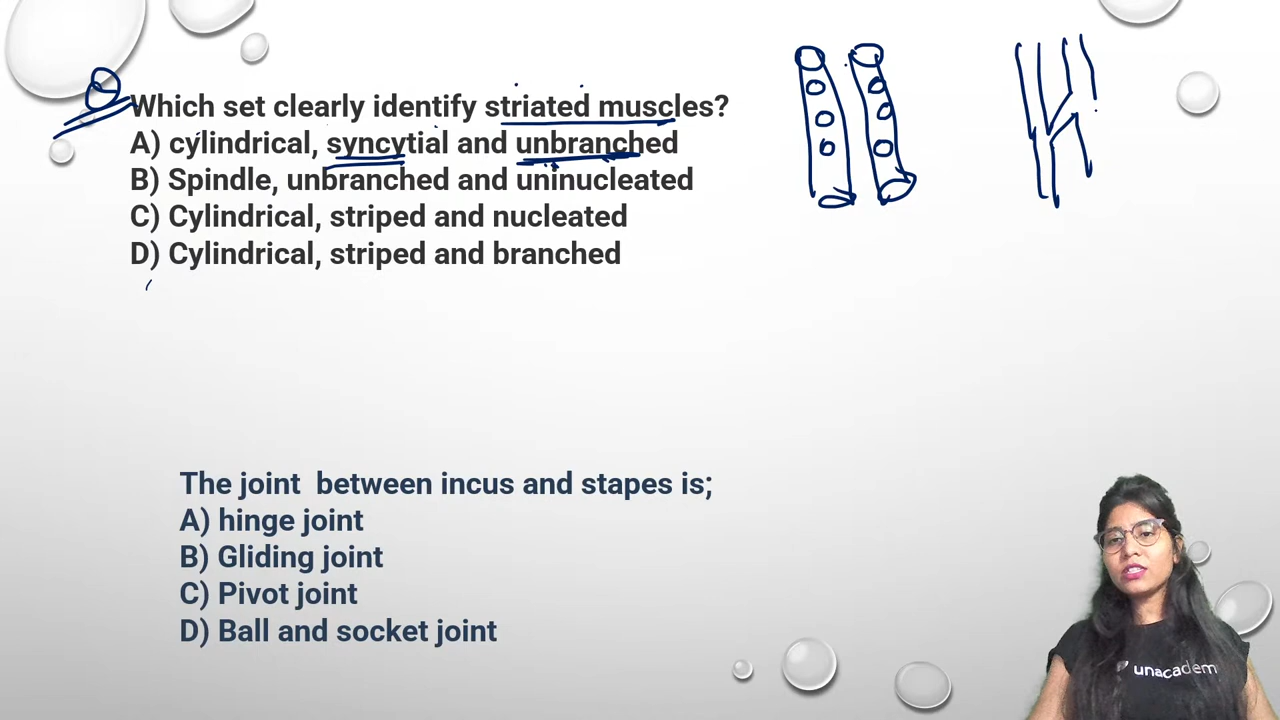 Which set clearly identify striated muscles?
A) cylindrical, syncytial and unbranched
B) Spindle, unbranched and uninucleated
C) Cylindrical, striped and nucleated
D) Cylindrical, striped and branched
The joint between incus and stapes is;
A) hinge joint
B) Gliding joint
C) Pivot joint
D) Ball and socket joint
unacadem